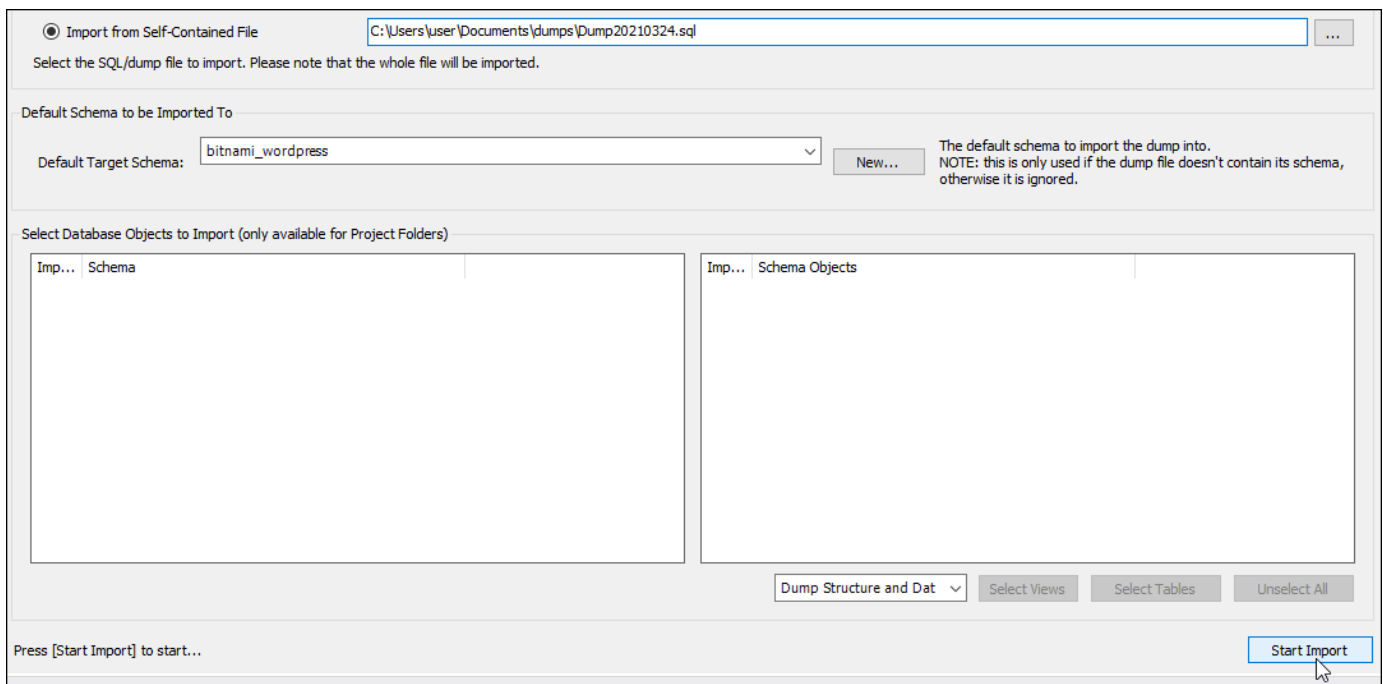 Import from Self-Contained File
C:\Users\user\Documents\dumps\Dump20210324.sql
...
Select the SQL/dump file to import. Please note that the whole file will be imported.
Default Schema to be Imported To
Default Target Schema:
bitnami_wordpress
New...
The default schema to import the dump into.
NOTE: this is only used if the dump file doesn't contain its schema,
otherwise it is ignored.
Select Database Objects to Import (only available for Project Folders)
Imp... Schema
Imp... Schema Objects
Dump Structure and Dat
Select Views
Select Tables
Unselect All
Press [Start Import] to start...
Start Import